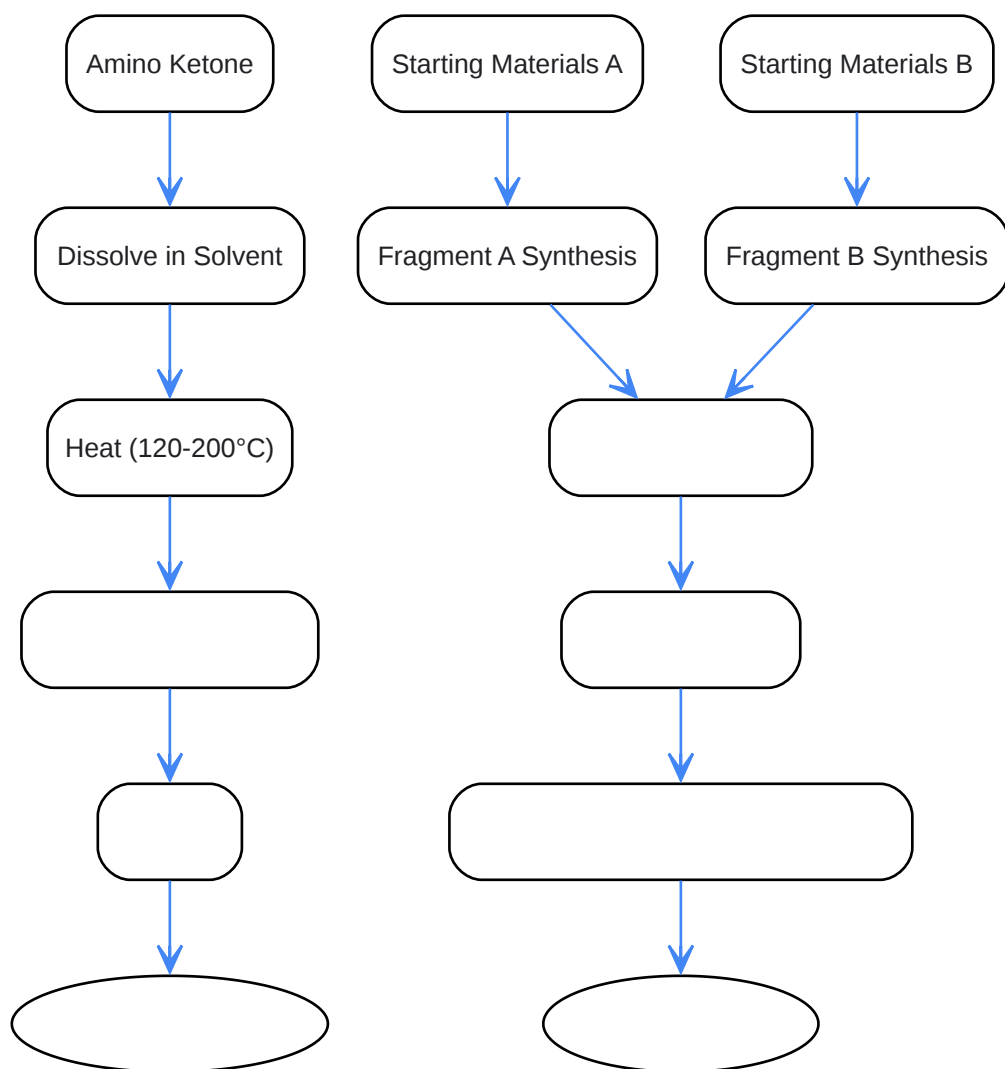 Amino Ketone
Starting Materials A
Starting Materials B
Dissolve in Solvent
Fragment A Synthesis
Fragment B Synthesis
Heat (120-200°C)